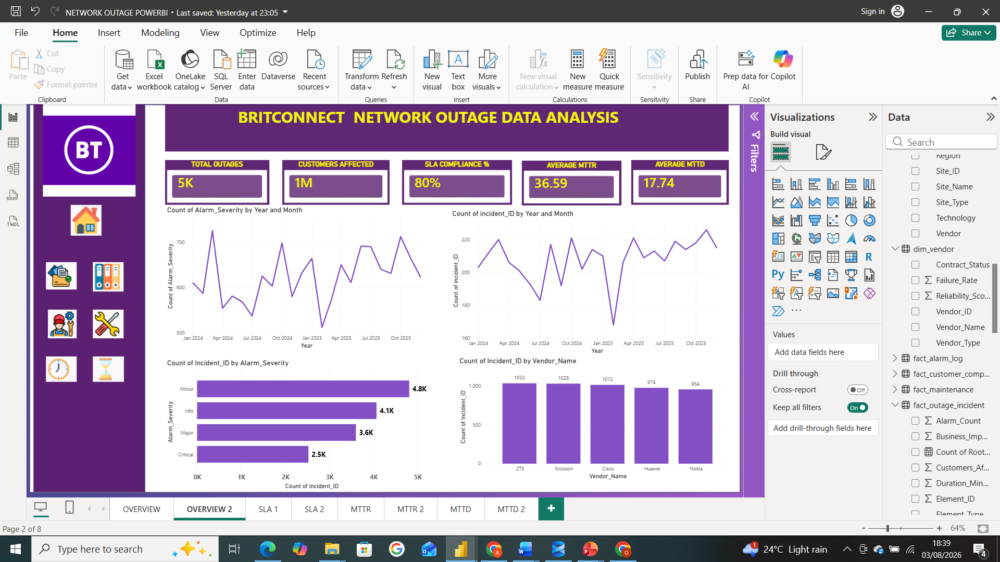 NETWORK OUTAGE POWERBI • Last saved: Yesterday at 23:05
Sign in
File Home Insert Modeling View Optimize Help
Share
Paste
Cut
Copy
Format painter
Get data
Excel workbook
OneLake catalog
SQL Server
Enter data
Dataverse
Recent sources
Transform data
Refresh
New visual
Text box
More visuals
New visual calculation
New measure
Quick measure
Sensitivity
Publish
Prep data for AI
Copilot
Clipboard Data Queries Insert Calculations Sensitivity Share Copilot
BT
BRITCONNECT NETWORK OUTAGE DATA ANALYSIS
TOTAL OUTAGES
5K
CUSTOMERS AFFECTED
1M
SLA COMPLIANCE %
80%
AVERAGE MTTR
36.59
AVERAGE MTTD
17.74
Count of Alarm_Severity by Year and Month
Count of Alarm_Severity
700
600
500
Jan 2024 Apr 2024 Jul 2024 Oct 2024 Jan 2025 Apr 2025 Jul 2025 Oct 2025
Year
Count of incident_ID by Year and Month
Count of incident_ID
220
200
180
160
Jan 2024 Apr 2024 Jul 2024 Oct 2024 Jan 2025 Apr 2025 Jul 2025 Oct 2025
Year
Count of Incident_ID by Alarm_Severity
Alarm_Severity
Minor 4.8K
Info 4.1K
Major 3.6K
Critical 2.5K
0K 1K 2K 3K 4K 5K
Count of Incident_ID
Count of Incident_ID by Vendor_Name
Count of Incident_ID
1,000
500
0
1032 1028 1012 974 954
ZTE Ericsson Cisco Huawei Nokia
Vendor_Name
Filters
Visualizations
Build visual
123
R
Py
Values
Add data fields here
Drill through
Cross-report Off
Keep all filters On
Add drill-through fields here
Data
Search
Region
Site_ID
Site_Name
Site_Type
Technology
Vendor
dim_vendor
Contract_Status
Failure_Rate
Reliability_Sco...
Vendor_ID
Vendor_Name
Vendor_Type
fact_alarm_log
fact_customer_comp...
fact_maintenance
fact_outage_incident
Alarm_Count
Business_Imp...
Count of Root...
Customers_Af...
Duration_Min...
Element_ID
Element_Type
DAX
TMDL
OVERVIEW OVERVIEW 2 SLA 1 SLA 2 MTTR MTTR 2 MTTD MTTD 2 +
Page 2 of 8
- + 64%
Type here to search
24°C Light rain
18:39
03/08/2026